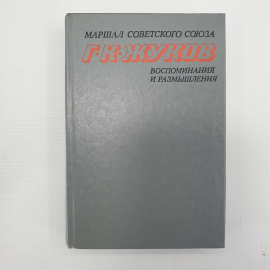 МАРШАЛ СОВЕТСКОГО СОЮЗА
Г·К·ЖУКОВ
ВОСПОМИНАНИЯ
И РАЗМЫШЛЕНИЯ